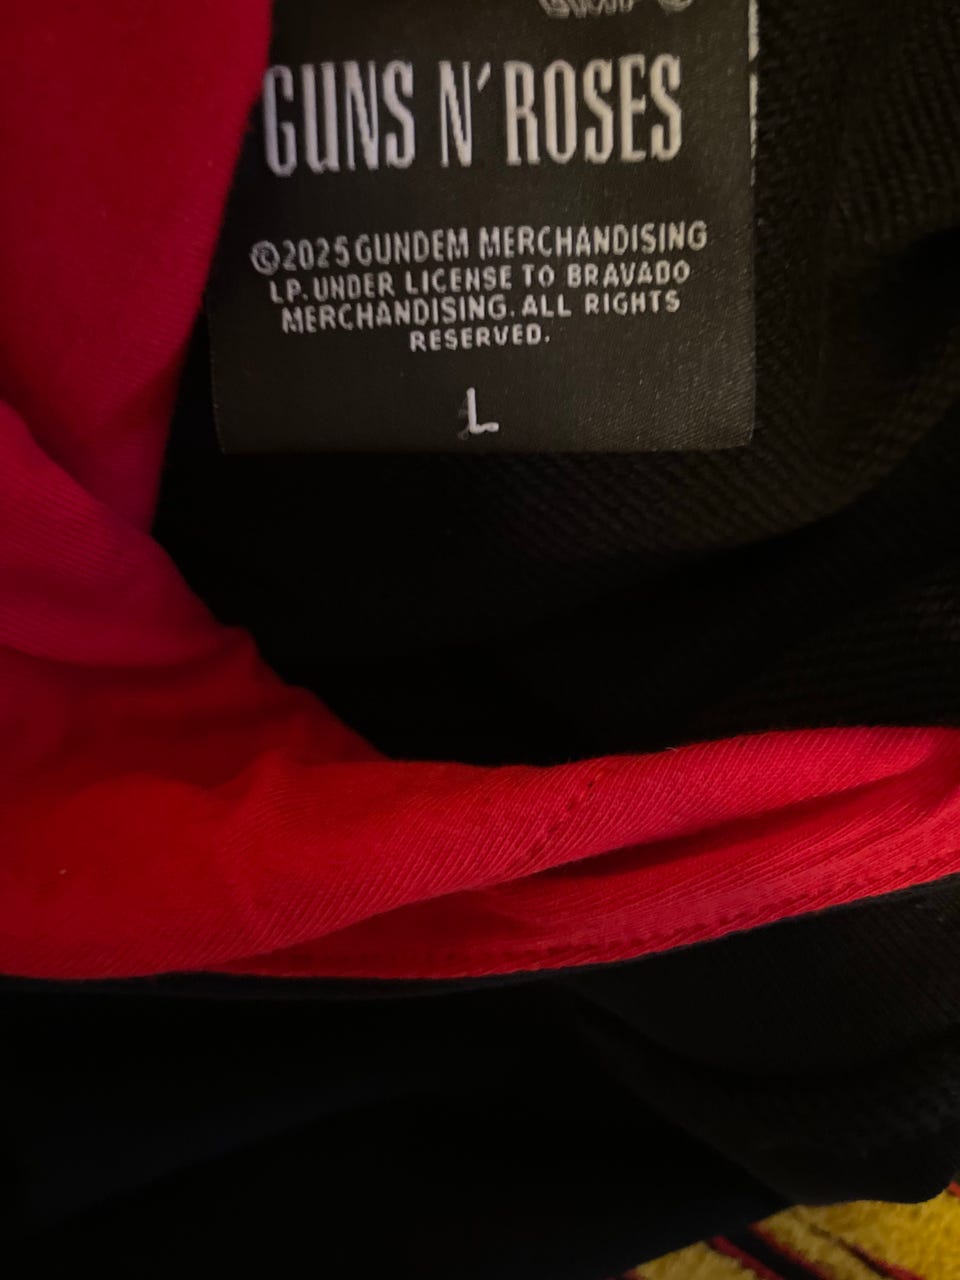 GUNS N' ROSES
©2025 GUNDEM MERCHANDISING
LP. UNDER LICENSE TO BRAVADO
MERCHANDISING. ALL RIGHTS
RESERVED.
L